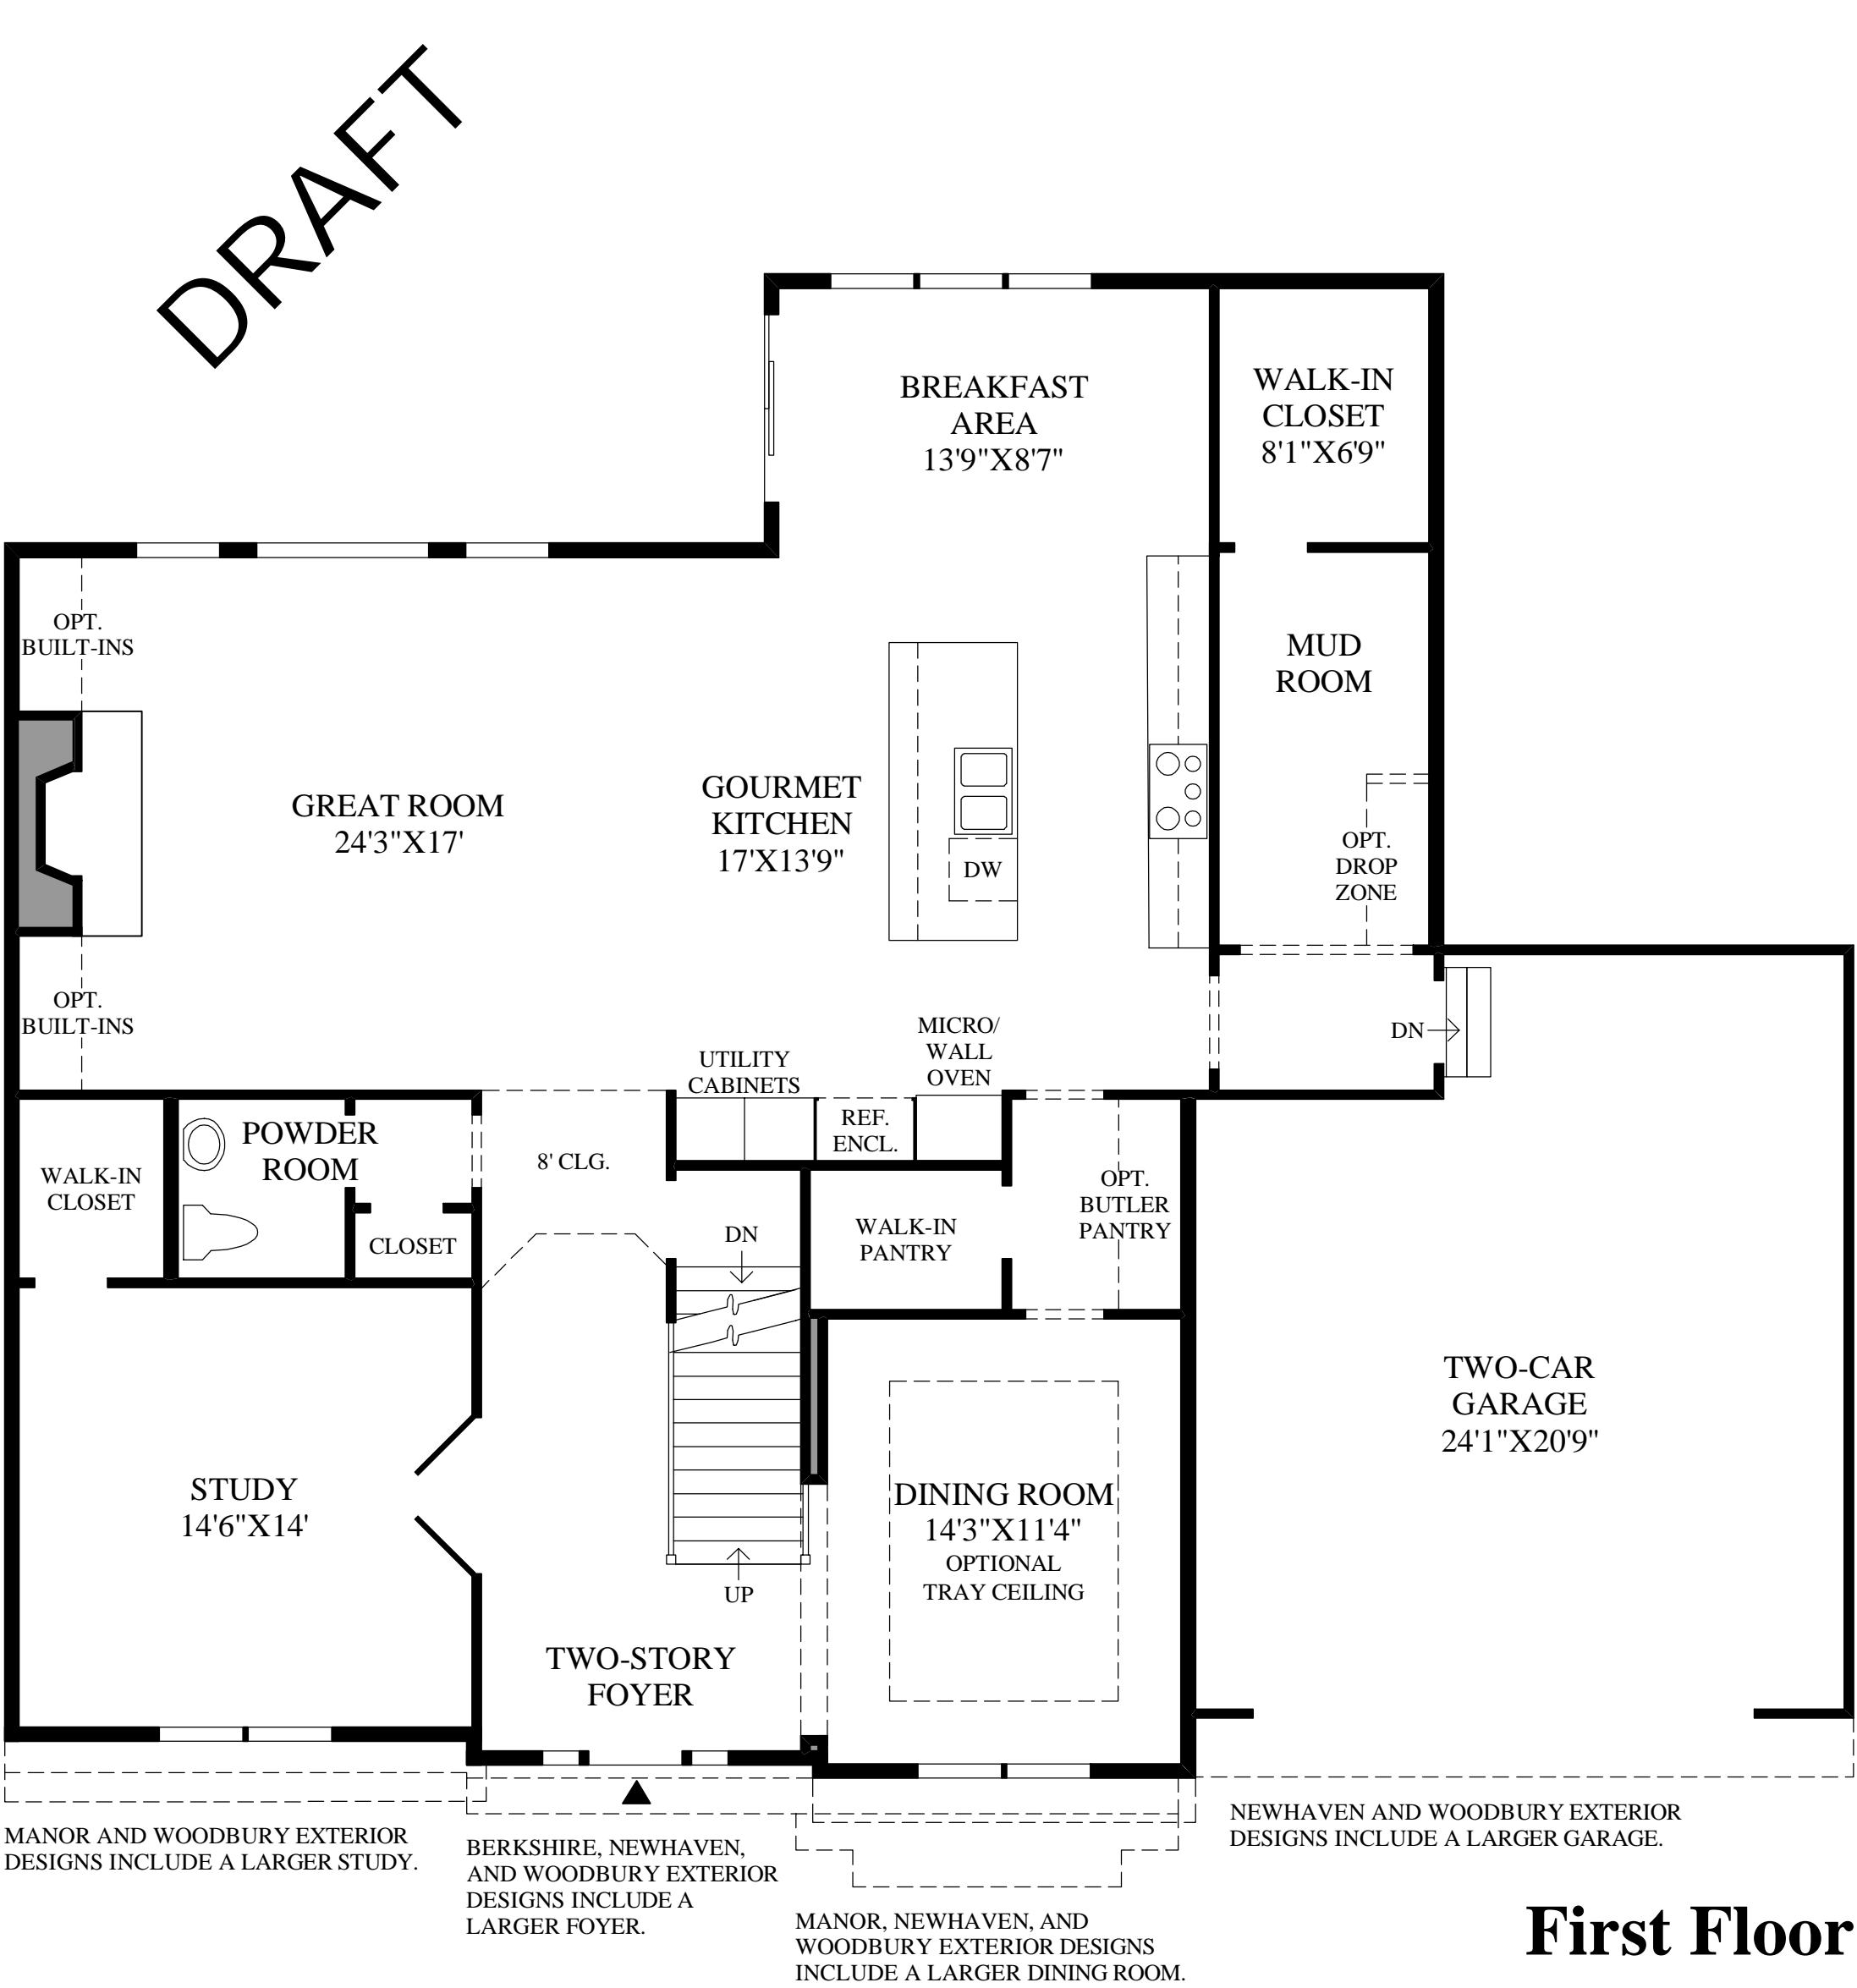 DRAFT
BREAKFAST
AREA
13'9"X8'7"
WALK-IN
CLOSET
8'1"X6'9"
OPT.
BUILT-INS
MUD
ROOM
GREAT ROOM
24'3"X17'
GOURMET
KITCHEN
17'X13'9"
DW
OPT.
DROP
ZONE
OPT.
BUILT-INS
UTILITY
CABINETS
MICRO/
WALL
OVEN
DN
REF.
ENCL.
POWDER
ROOM
WALK-IN
CLOSET
8' CLG.
CLOSET
DN
WALK-IN
PANTRY
OPT.
BUTLER
PANTRY
TWO-CAR
GARAGE
24'1"X20'9"
STUDY
14'6"X14'
DINING ROOM
14'3"X11'4"
OPTIONAL
TRAY CEILING
UP
TWO-STORY
FOYER
MANOR AND WOODBURY EXTERIOR
DESIGNS INCLUDE A LARGER STUDY.
BERKSHIRE, NEWHAVEN,
AND WOODBURY EXTERIOR
DESIGNS INCLUDE A
LARGER FOYER.
MANOR, NEWHAVEN, AND
WOODBURY EXTERIOR DESIGNS
INCLUDE A LARGER DINING ROOM.
NEWHAVEN AND WOODBURY EXTERIOR
DESIGNS INCLUDE A LARGER GARAGE.
First Floor